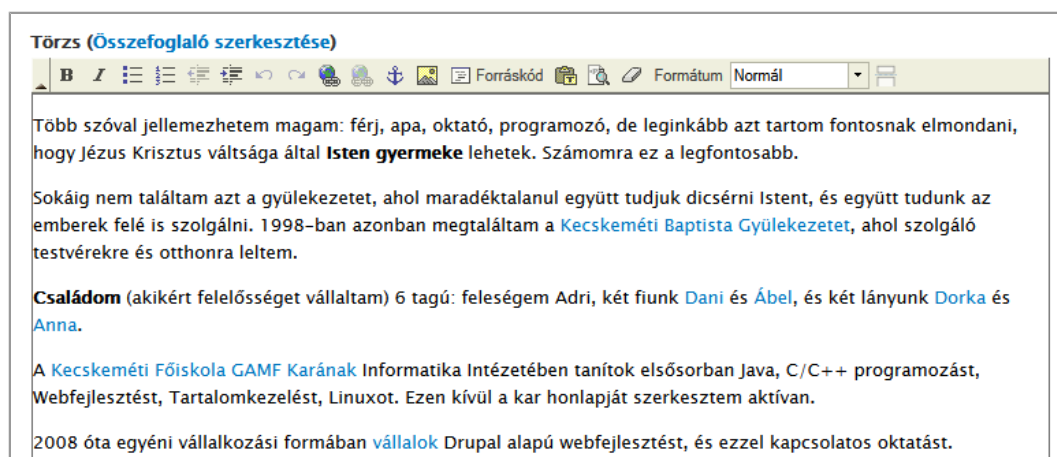 Törzs (Összefoglaló szerkesztése)
B I Forráskód Formátum Normál
Több szóval jellemezhetem magam: férj, apa, oktató, programozó, de leginkább azt tartom fontosnak elmondani,
hogy Jézus Krisztus váltsága által Isten gyermeke lehetek. Számomra ez a legfontosabb.
Sokáig nem találtam azt a gyülekezetet, ahol maradéktalanul együtt tudjuk dicsérni Istent, és együtt tudunk az
emberek felé is szolgálni. 1998-ban azonban megtaláltam a Kecskeméti Baptista Gyülekezetet, ahol szolgáló
testvérekre és otthonra leltem.
Családom (akikért felelősséget vállaltam) 6 tagú: feleségem Adri, két fiunk Dani és Ábel, és két lányunk Dorka és
Anna.
A Kecskeméti Főiskola GAMF Karának Informatika Intézetében tanítok elsősorban Java, C/C++ programozást,
Webfejlesztést, Tartalomkezelést, Linuxot. Ezen kívül a kar honlapját szerkesztem aktívan.
2008 óta egyéni vállalkozási formában vállalok Drupal alapú webfejlesztést, és ezzel kapcsolatos oktatást.